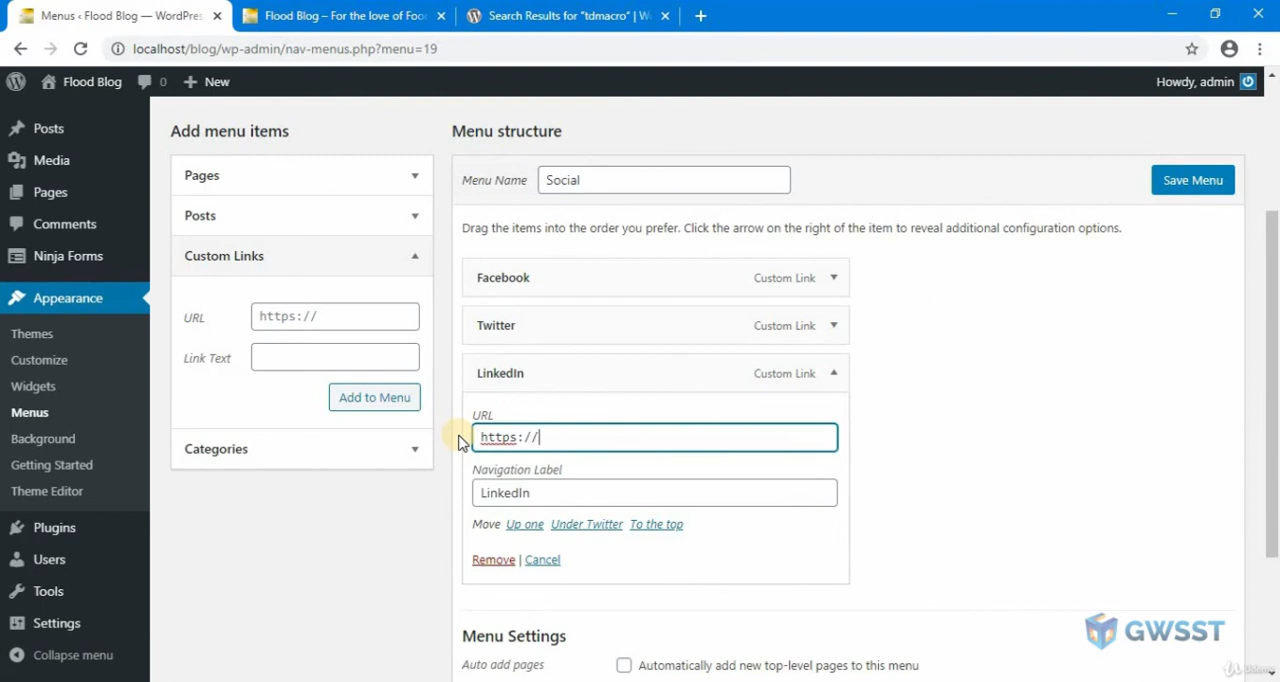 Menus ‹ Flood Blog — WordPres
Flood Blog – For the love of Foo
Search Results for "tdmacro" | W
localhost/blog/wp-admin/nav-menus.php?menu=19
Flood Blog
0
New
Howdy, admin
Posts
Media
Pages
Comments
Ninja Forms
Appearance
Themes
Customize
Widgets
Menus
Background
Getting Started
Theme Editor
Plugins
Users
Tools
Settings
Collapse menu
Add menu items
Pages
Posts
Custom Links
URL
https://
Link Text
Add to Menu
Categories
Menu structure
Menu Name
Social
Save Menu
Drag the items into the order you prefer. Click the arrow on the right of the item to reveal additional configuration options.
Facebook
Custom Link
Twitter
Custom Link
LinkedIn
Custom Link
URL
https://
Navigation Label
LinkedIn
Move Up one Under Twitter To the top
Remove | Cancel
Menu Settings
Auto add pages
Automatically add new top-level pages to this menu
GWSST
Udemy